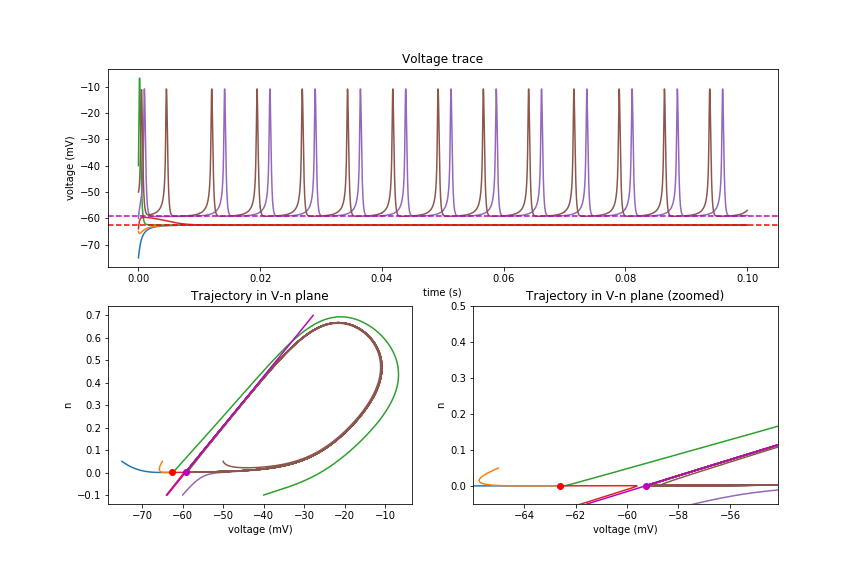 Voltage trace
voltage (mV)
−10
−20
−30
−40
−50
−60
−70
0.00 0.02 0.04 0.06 0.08 0.10
time (s)
Trajectory in V-n plane
n
0.7
0.6
0.5
0.4
0.3
0.2
0.1
0.0
−0.1
−70 −60 −50 −40 −30 −20 −10
voltage (mV)
Trajectory in V-n plane (zoomed)
n
0.5
0.4
0.3
0.2
0.1
0.0
−64 −62 −60 −58 −56
voltage (mV)